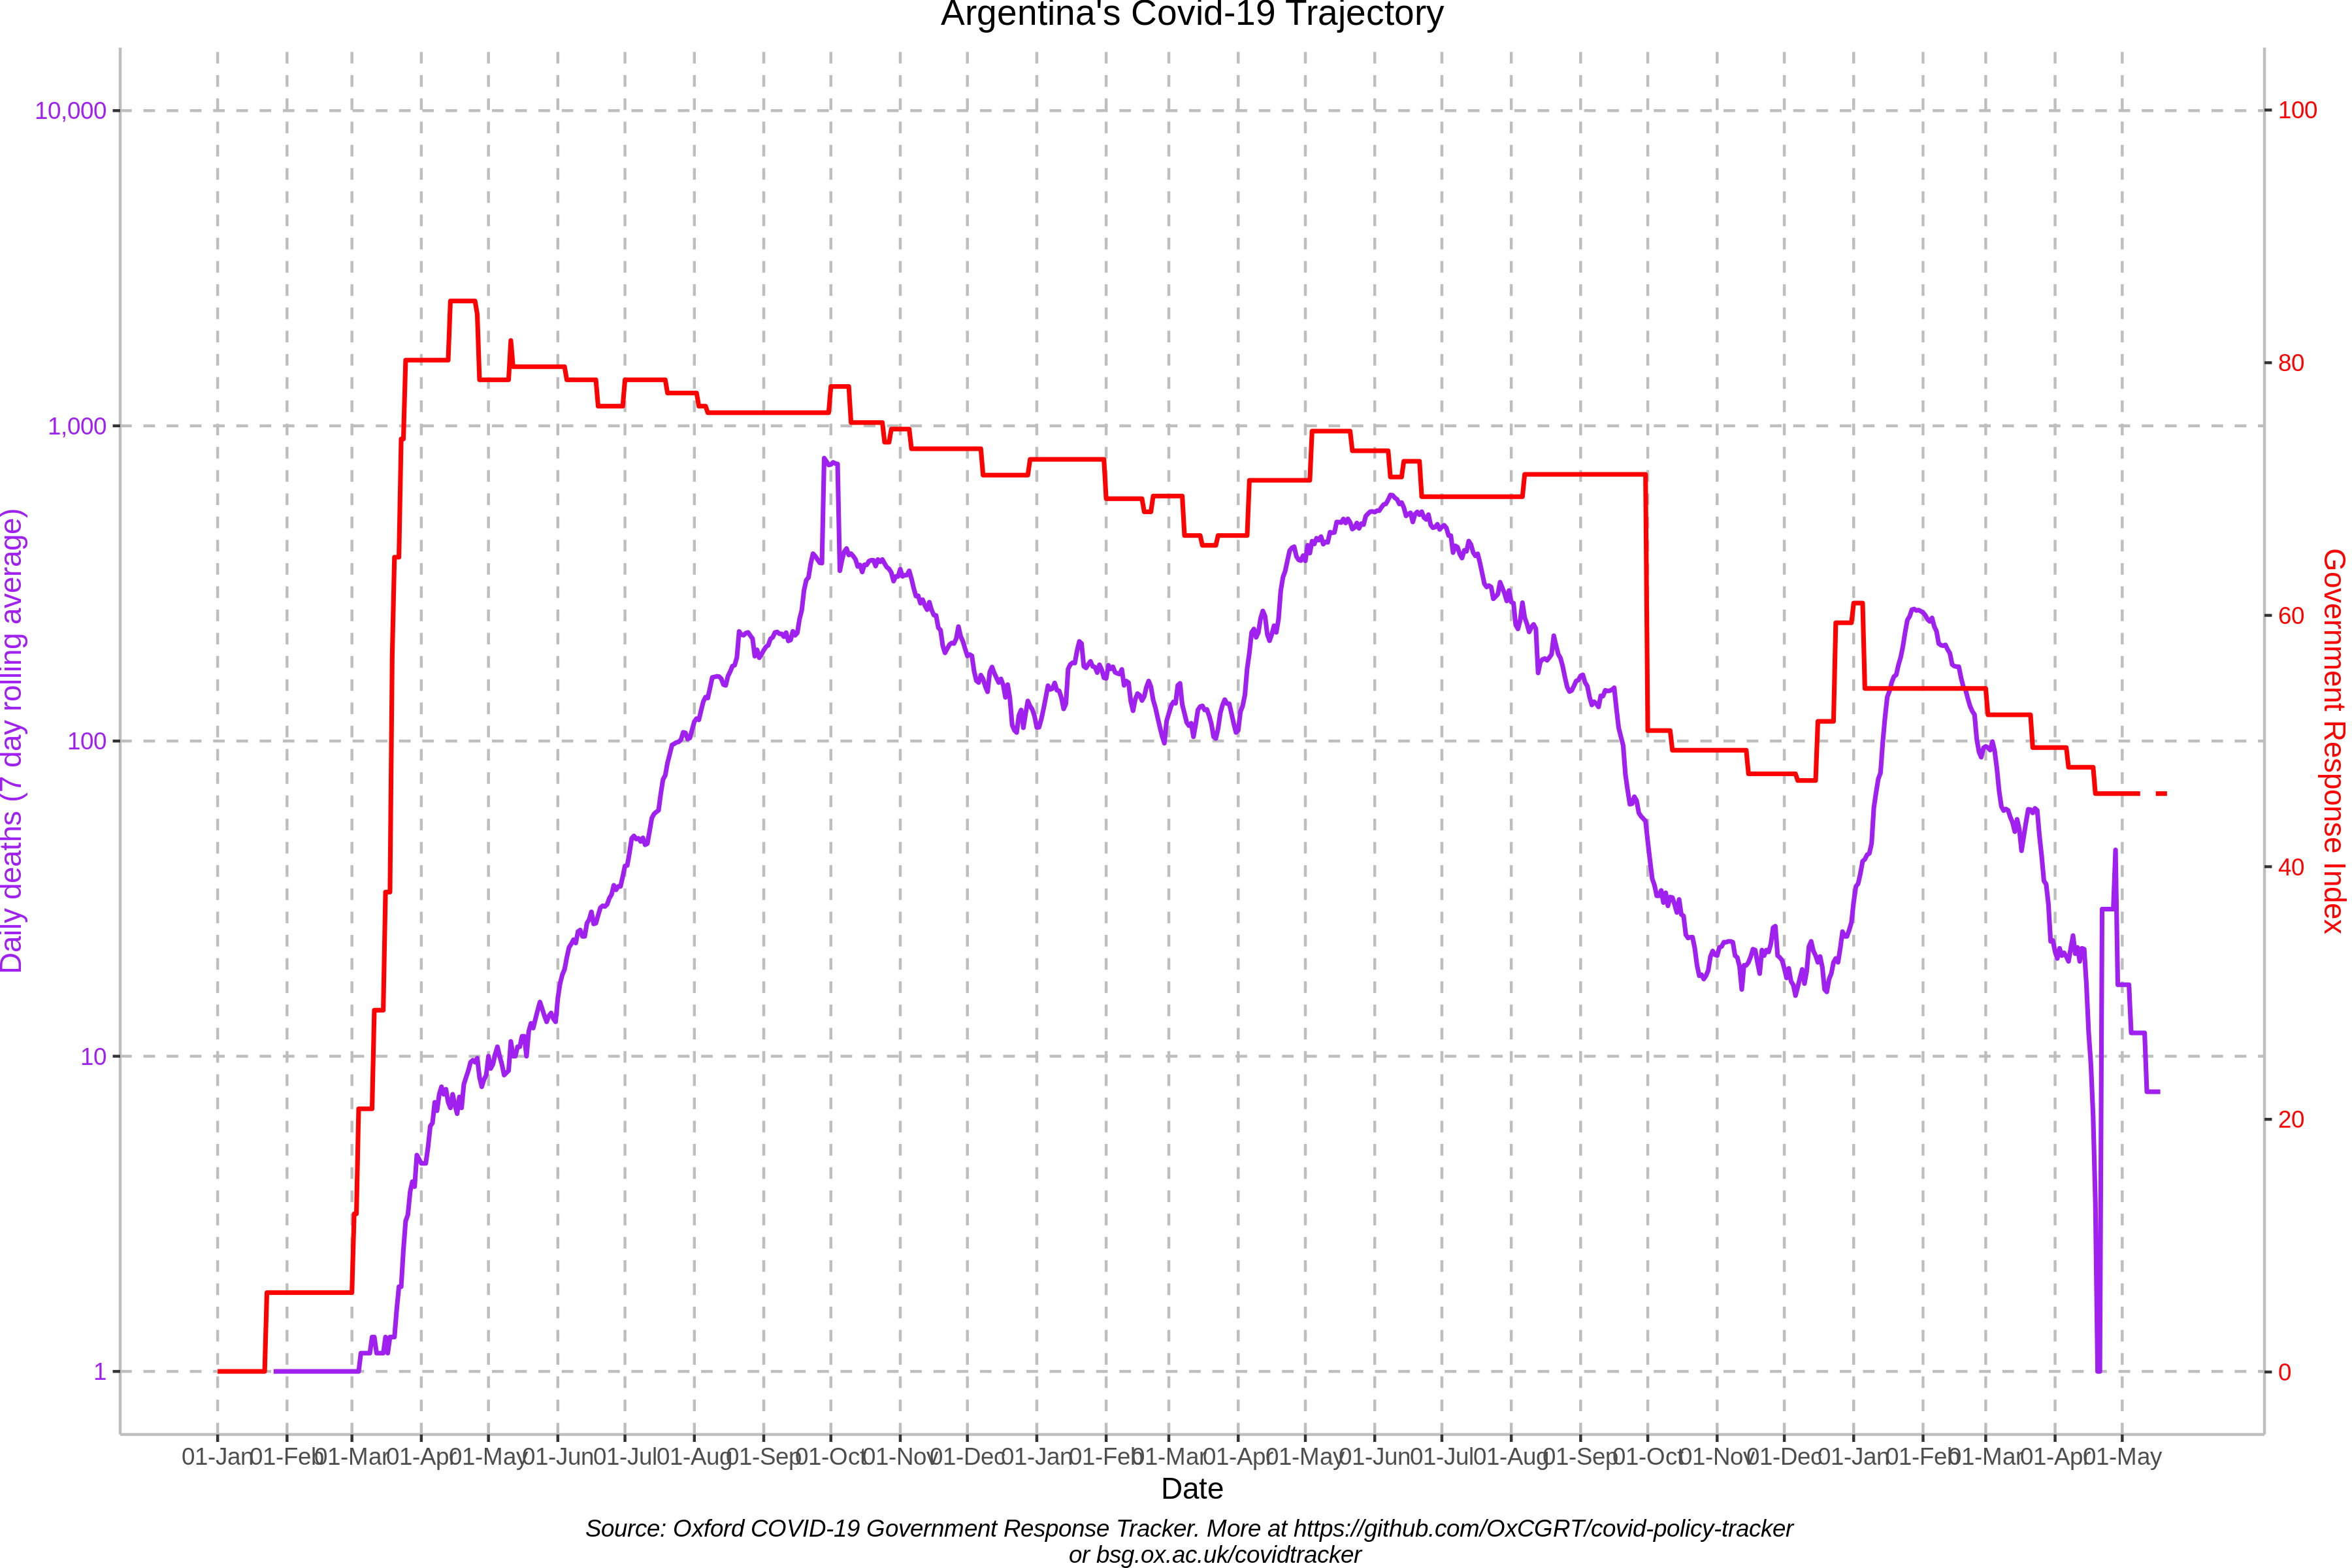 Argentina's Covid-19 Trajectory
10,000
1,000
100
10
1
Daily deaths (7 day rolling average)
100
80
60
40
20
0
Government Response Index
01-Jan 01-Feb 01-Mar 01-Apr 01-May 01-Jun 01-Jul 01-Aug 01-Sep 01-Oct 01-Nov 01-Dec 01-Jan 01-Feb 01-Mar 01-Apr 01-May 01-Jun 01-Jul 01-Aug 01-Sep 01-Oct 01-Nov 01-Dec 01-Jan 01-Feb 01-Mar 01-Apr 01-May
Date
Source: Oxford COVID-19 Government Response Tracker. More at https://github.com/OxCGRT/covid-policy-tracker
or bsg.ox.ac.uk/covidtracker